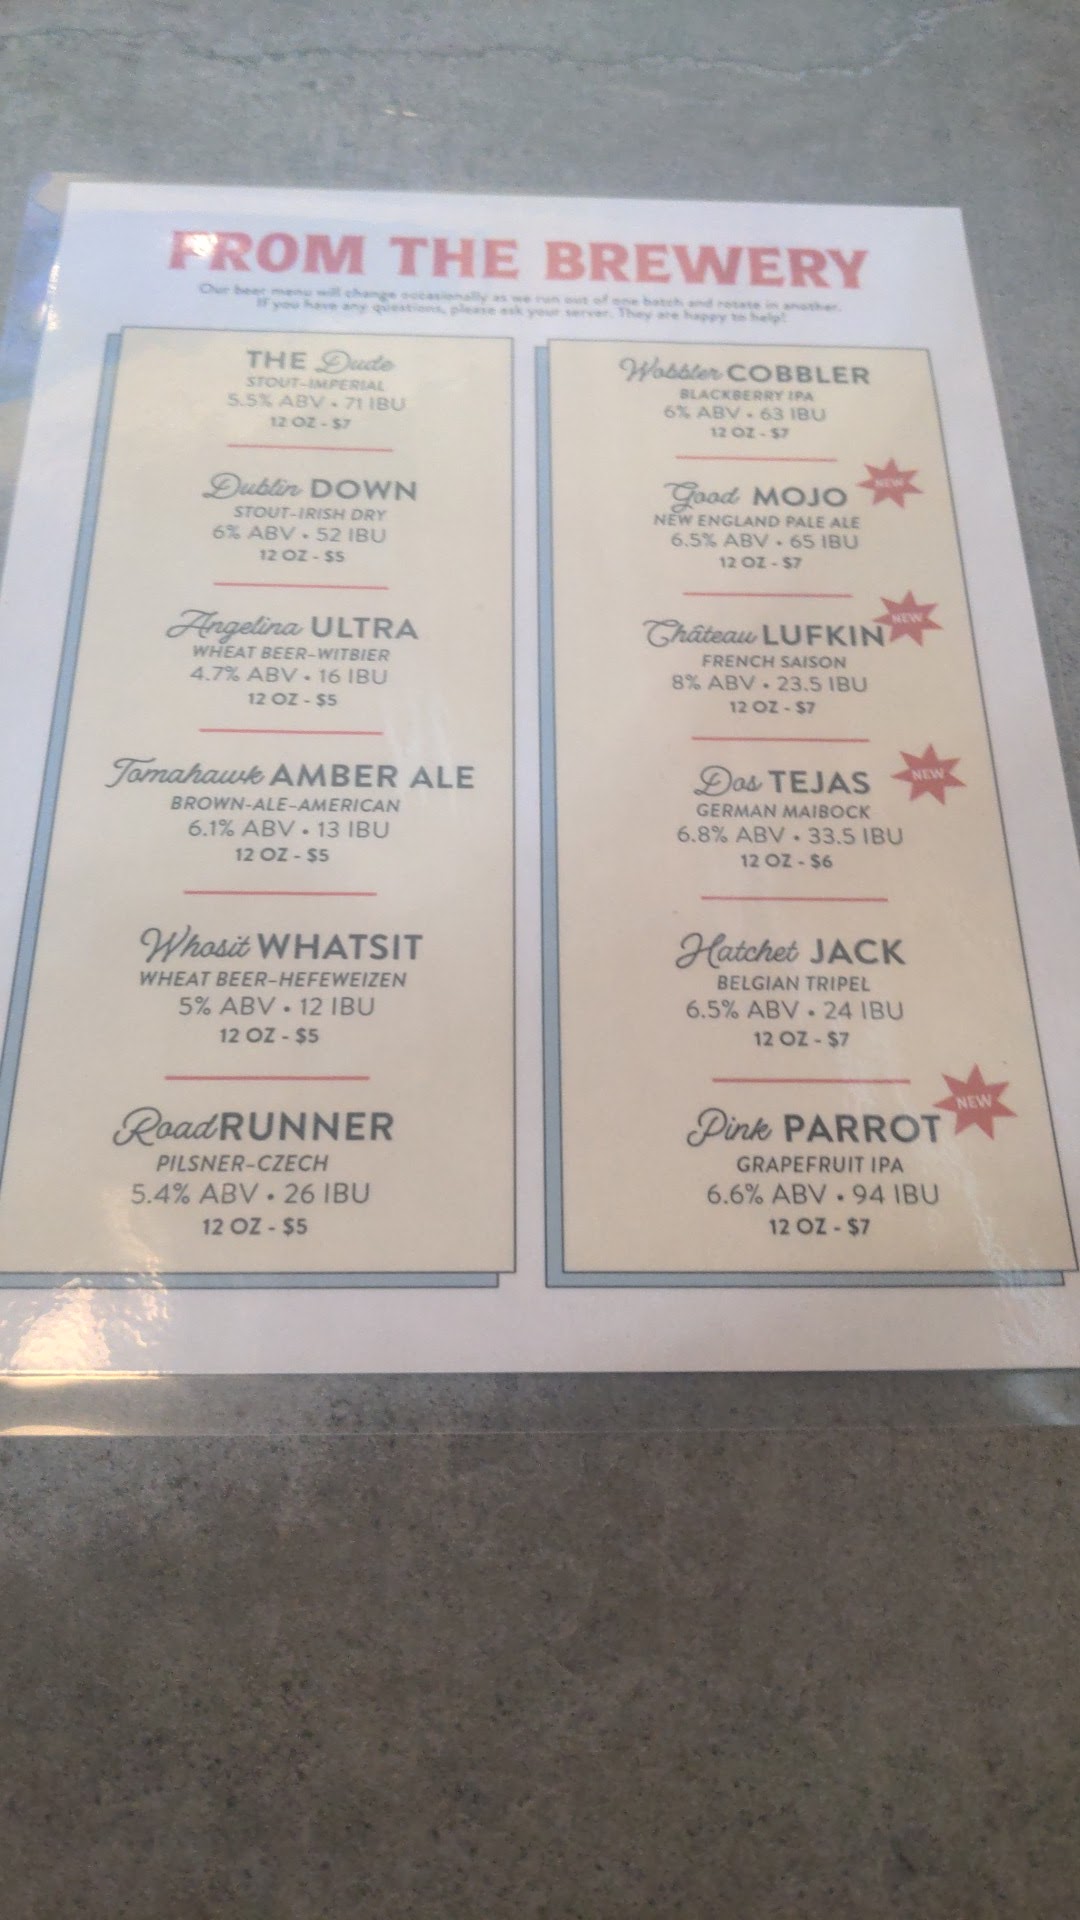 FROM THE BREWERY
Our beer menu will change occasionally as we run out of one batch and rotate in another.
If you have any questions, please ask your server. They are happy to help!
THE Dude
STOUT-IMPERIAL
5.5% ABV • 71 IBU
12 OZ - $7
Dublin DOWN
STOUT-IRISH DRY
6% ABV • 52 IBU
12 OZ - $5
Angelina ULTRA
WHEAT BEER-WITBIER
4.7% ABV • 16 IBU
12 OZ - $5
Tomahawk AMBER ALE
BROWN-ALE-AMERICAN
6.1% ABV • 13 IBU
12 OZ - $5
Whosit WHATSIT
WHEAT BEER-HEFEWEIZEN
5% ABV • 12 IBU
12 OZ - $5
RoadRUNNER
PILSNER-CZECH
5.4% ABV • 26 IBU
12 OZ - $5
Wobbler COBBLER
BLACKBERRY IPA
6% ABV • 63 IBU
12 OZ - $7
Good MOJO NEW
NEW ENGLAND PALE ALE
6.5% ABV • 65 IBU
12 OZ - $7
Château LUFKIN NEW
FRENCH SAISON
8% ABV • 23.5 IBU
12 OZ - $7
Dos TEJAS NEW
GERMAN MAIBOCK
6.8% ABV • 33.5 IBU
12 OZ - $6
Hatchet JACK
BELGIAN TRIPEL
6.5% ABV • 24 IBU
12 OZ - $7
Pink PARROT NEW
GRAPEFRUIT IPA
6.6% ABV • 94 IBU
12 OZ - $7